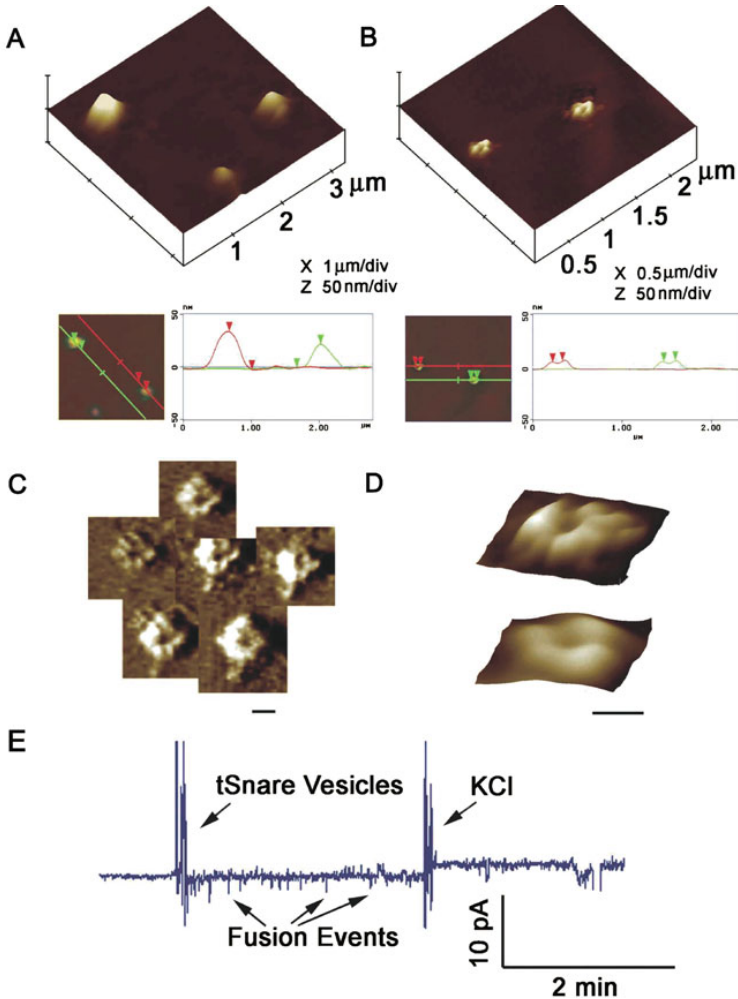 A
B
3 µm
2
1
X 1 µm/div
Z 50 nm/div
2 µm
1.5
1
0.5
X 0.5 µm/div
Z 50 nm/div
50
nM
0
-50
0
1.00
2.00
µM
50
nM
0
-50
0
1.00
2.00
µM
C
D
E
tSnare Vesicles
KCl
Fusion Events
10 pA
2 min